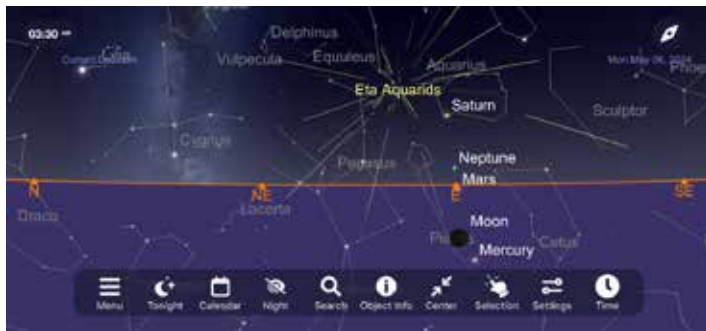 03:30 AM
Delphinus
Vulpecula
Equuleus
Aquarius
Mon May 06, 2024
Eta Aquarids
Saturn
Sculptor
Cygnus
Pegasus
Neptune
Mars
N
NE
E
SE
Draco
Lacerta
Moon
Mercury
Cetus
Menu
Tonight
Calendar
Night
Search
Object Info
Center
Selection
Settings
Time